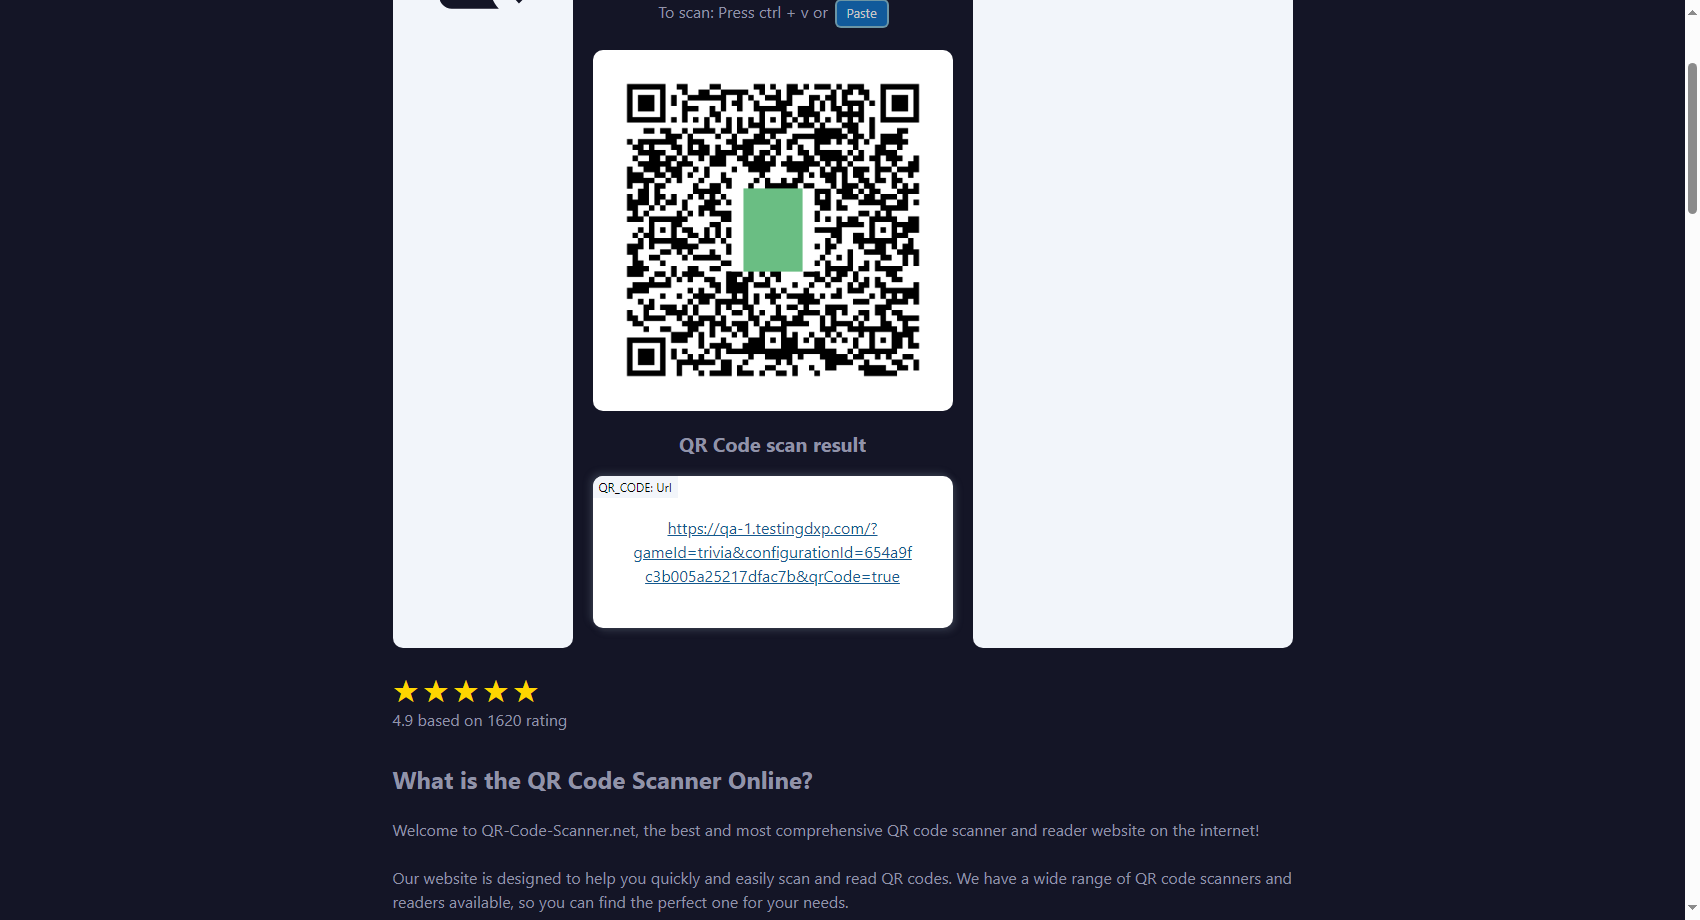 To scan: Press ctrl + v or Paste
QR Code scan result
QR_CODE: Url
https://qa-1.testingdxp.com/?
gameId=trivia&configurationId=654a9f
c3b005a25217dfac7b&qrCode=true
4.9 based on 1620 rating
What is the QR Code Scanner Online?
Welcome to QR-Code-Scanner.net, the best and most comprehensive QR code scanner and reader website on the internet!
Our website is designed to help you quickly and easily scan and read QR codes. We have a wide range of QR code scanners and
readers available, so you can find the perfect one for your needs.